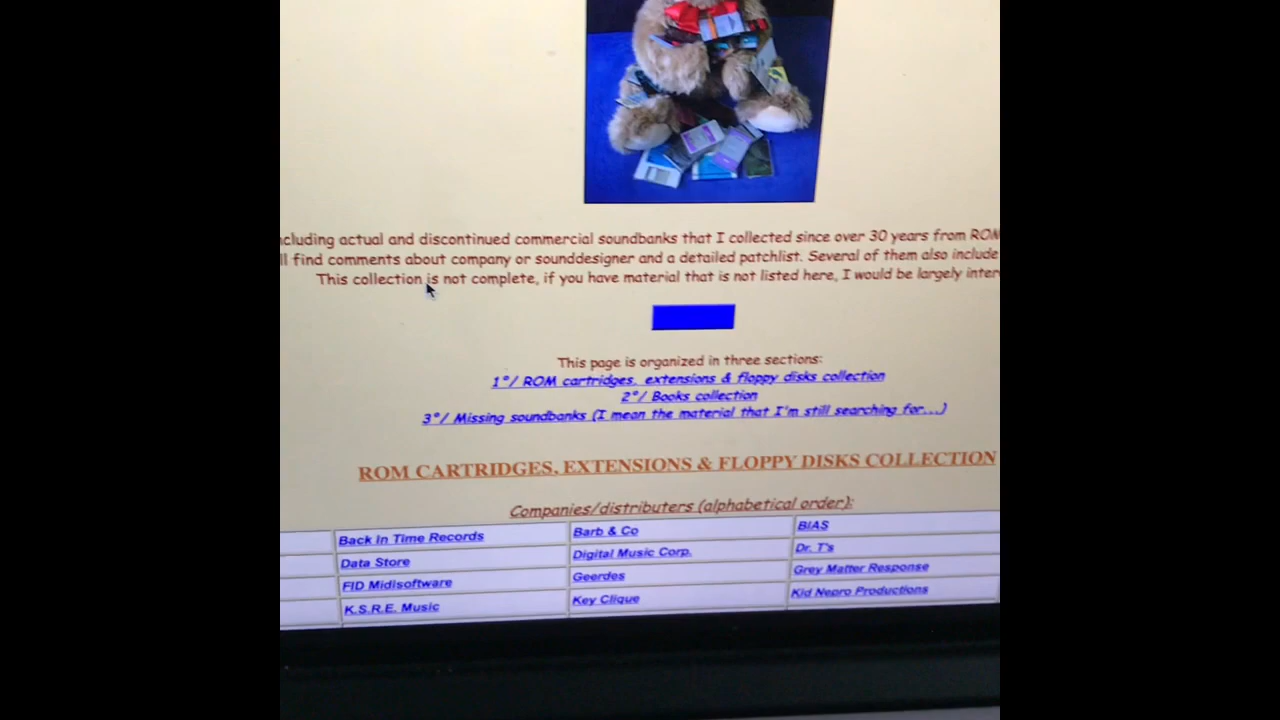 cluding actual and discontinued commercial soundbanks that I collected since over 30 years from ROM
ll find comments about company or sounddesigner and a detailed patchlist. Several of them also include
This collection is not complete, if you have material that is not listed here, I would be largely inter
This page is organized in three sections:
1°/ ROM cartridges, extensions & floppy disks collection
2°/ Books collection
3°/ Missing soundbanks (I mean the material that I'm still searching for...)
ROM CARTRIDGES, EXTENSIONS & FLOPPY DISKS COLLECTION
Companies/distributers (alphabetical order):
Back In Time Records Barb & Co BIAS
Data Store Digital Music Corp. Dr. T's
FID Midisoftware Geerdes Grey Matter Response
K.S.R.E. Music Key Clique Kid Nepro Productions